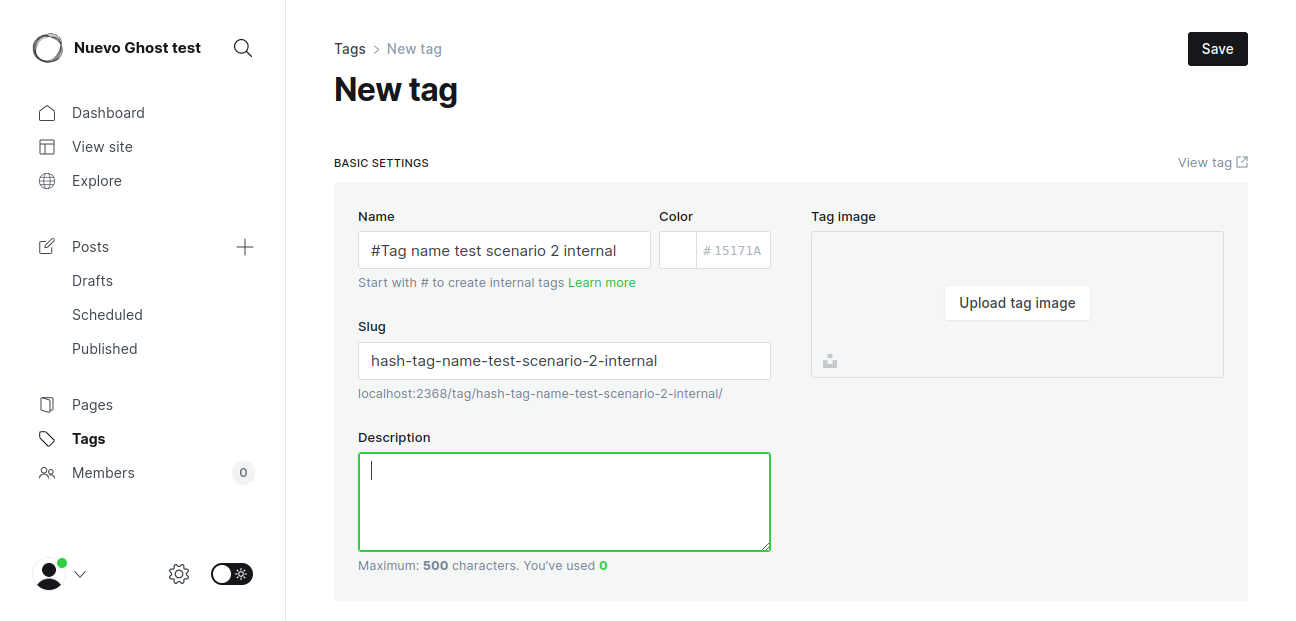 Nuevo Ghost test
Dashboard
View site
Explore
Posts
Drafts
Scheduled
Published
Pages
Tags
Members 0
Tags > New tag
Save
New tag
BASIC SETTINGS
View tag
Name
#Tag name test scenario 2 internal
Start with # to create internal tags Learn more
Color
# 15171A
Slug
hash-tag-name-test-scenario-2-internal
localhost:2368/tag/hash-tag-name-test-scenario-2-internal/
Description
Maximum: 500 characters. You’ve used 0
Tag image
Upload tag image